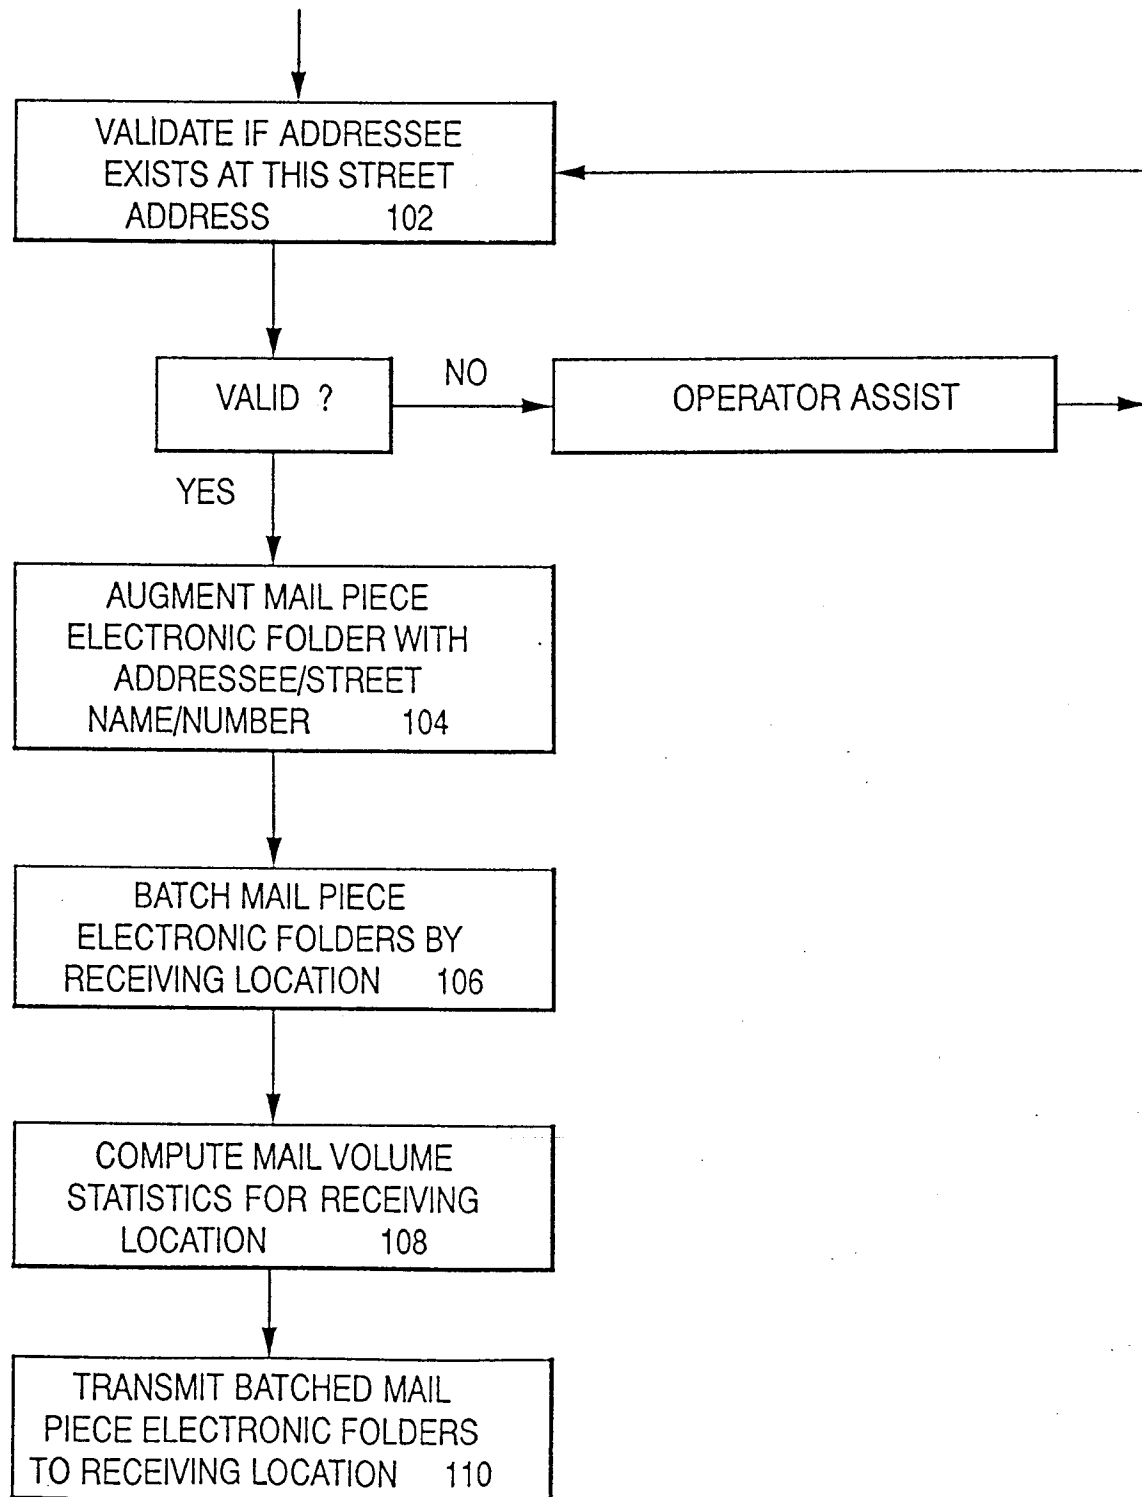 VALIDATE IF ADDRESSEE
EXISTS AT THIS STREET
ADDRESS 102
VALID ?
NO
OPERATOR ASSIST
YES
AUGMENT MAIL PIECE
ELECTRONIC FOLDER WITH
ADDRESSEE/STREET
NAME/NUMBER 104
BATCH MAIL PIECE
ELECTRONIC FOLDERS BY
RECEIVING LOCATION 106
COMPUTE MAIL VOLUME
STATISTICS FOR RECEIVING
LOCATION 108
TRANSMIT BATCHED MAIL
PIECE ELECTRONIC FOLDERS
TO RECEIVING LOCATION 110